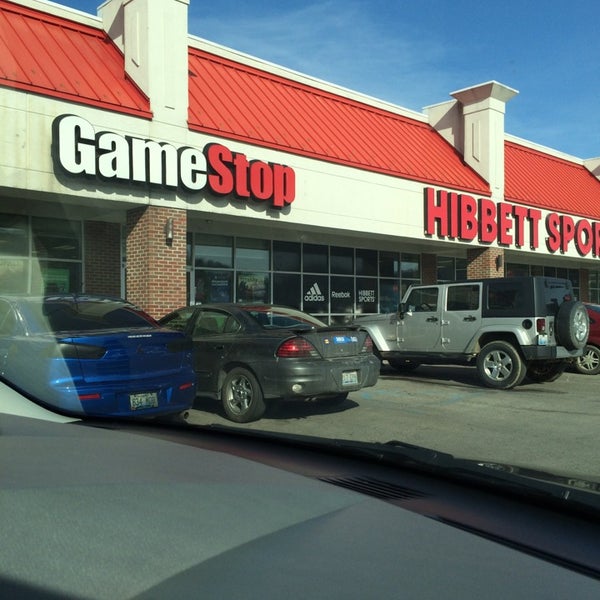 GameStop
HIBBETT SPOR
adidas
Reebok
HIBBETT
SPORTS